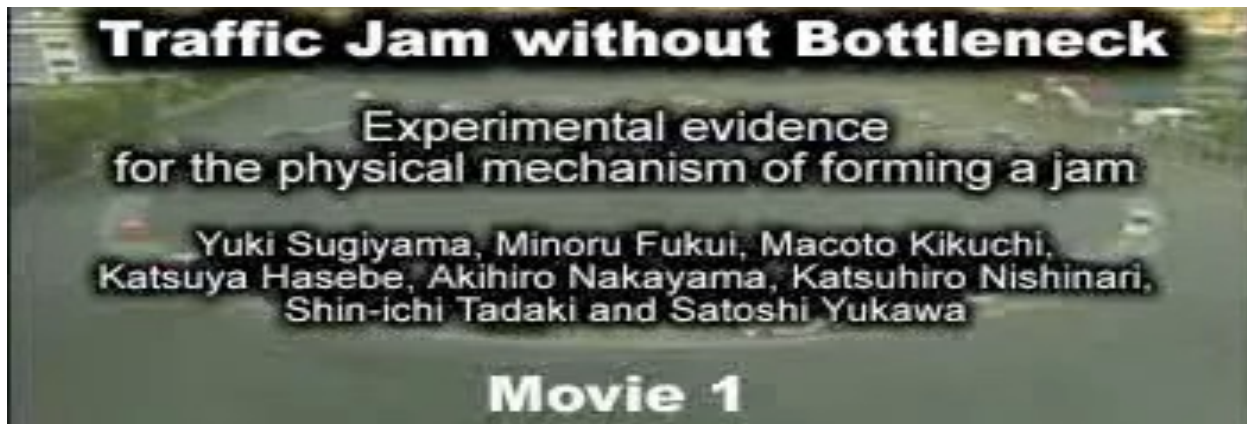 Traffic Jam without Bottleneck
Experimental evidence
for the physical mechanism of forming a jam
Yuki Sugiyama, Minoru Fukui, Macoto Kikuchi,
Katsuya Hasebe, Akihiro Nakayama, Katsuhiro Nishinari,
Shin-ichi Tadaki and Satoshi Yukawa
Movie 1